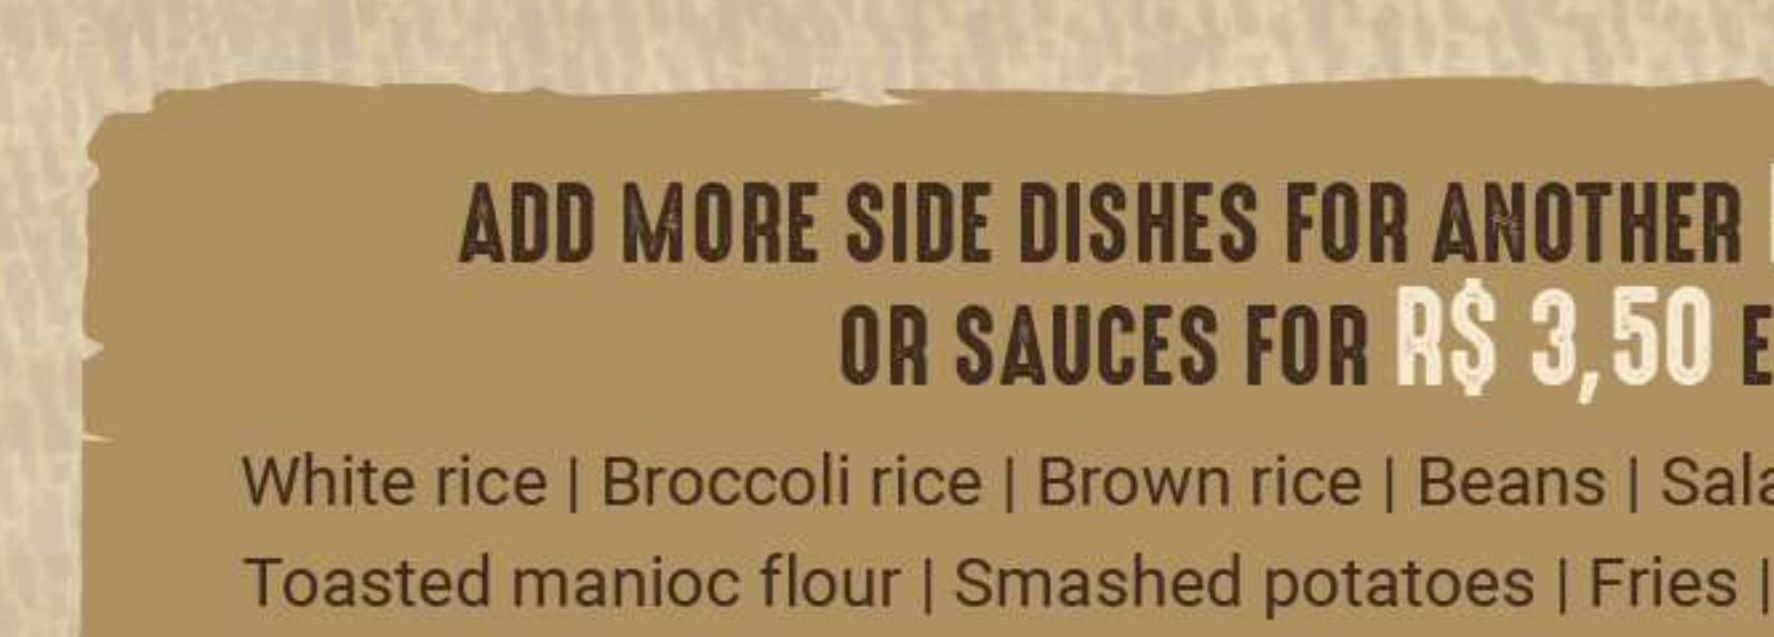 ADD MORE SIDE DISHES FOR ANOTHER
OR SAUCES FOR R$ 3,50
White rice | Broccoli rice | Brown rice | Beans |
Toasted manioc flour | Smashed potatoes | Fries |